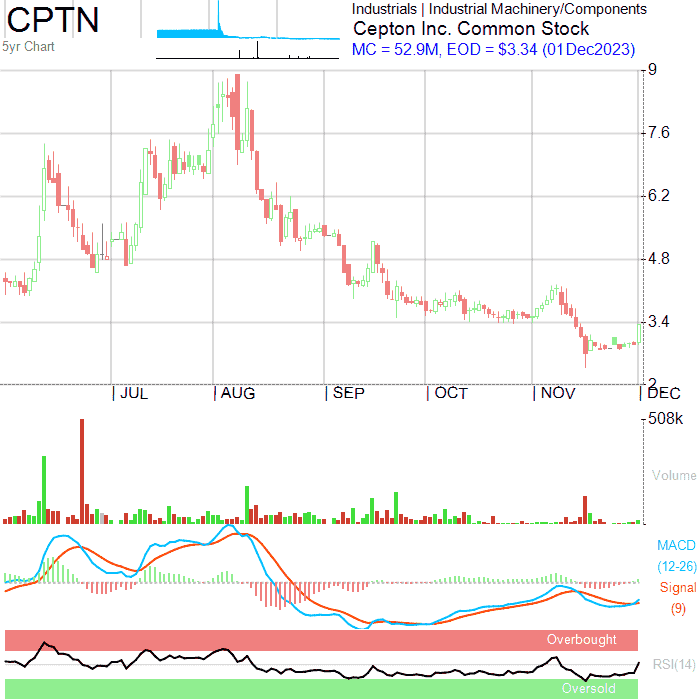 CPTN
5yr Chart
Industrials | Industrial Machinery/Components
Cepton Inc. Common Stock
MC = 52.9M, EOD = $3.34 (01Dec2023)
9
7.6
6.2
4.8
3.4
2
| JUL | AUG | SEP | OCT | NOV | DEC
508k
Volume
MACD
(12-26)
Signal
(9)
Overbought
RSI(14)
Oversold